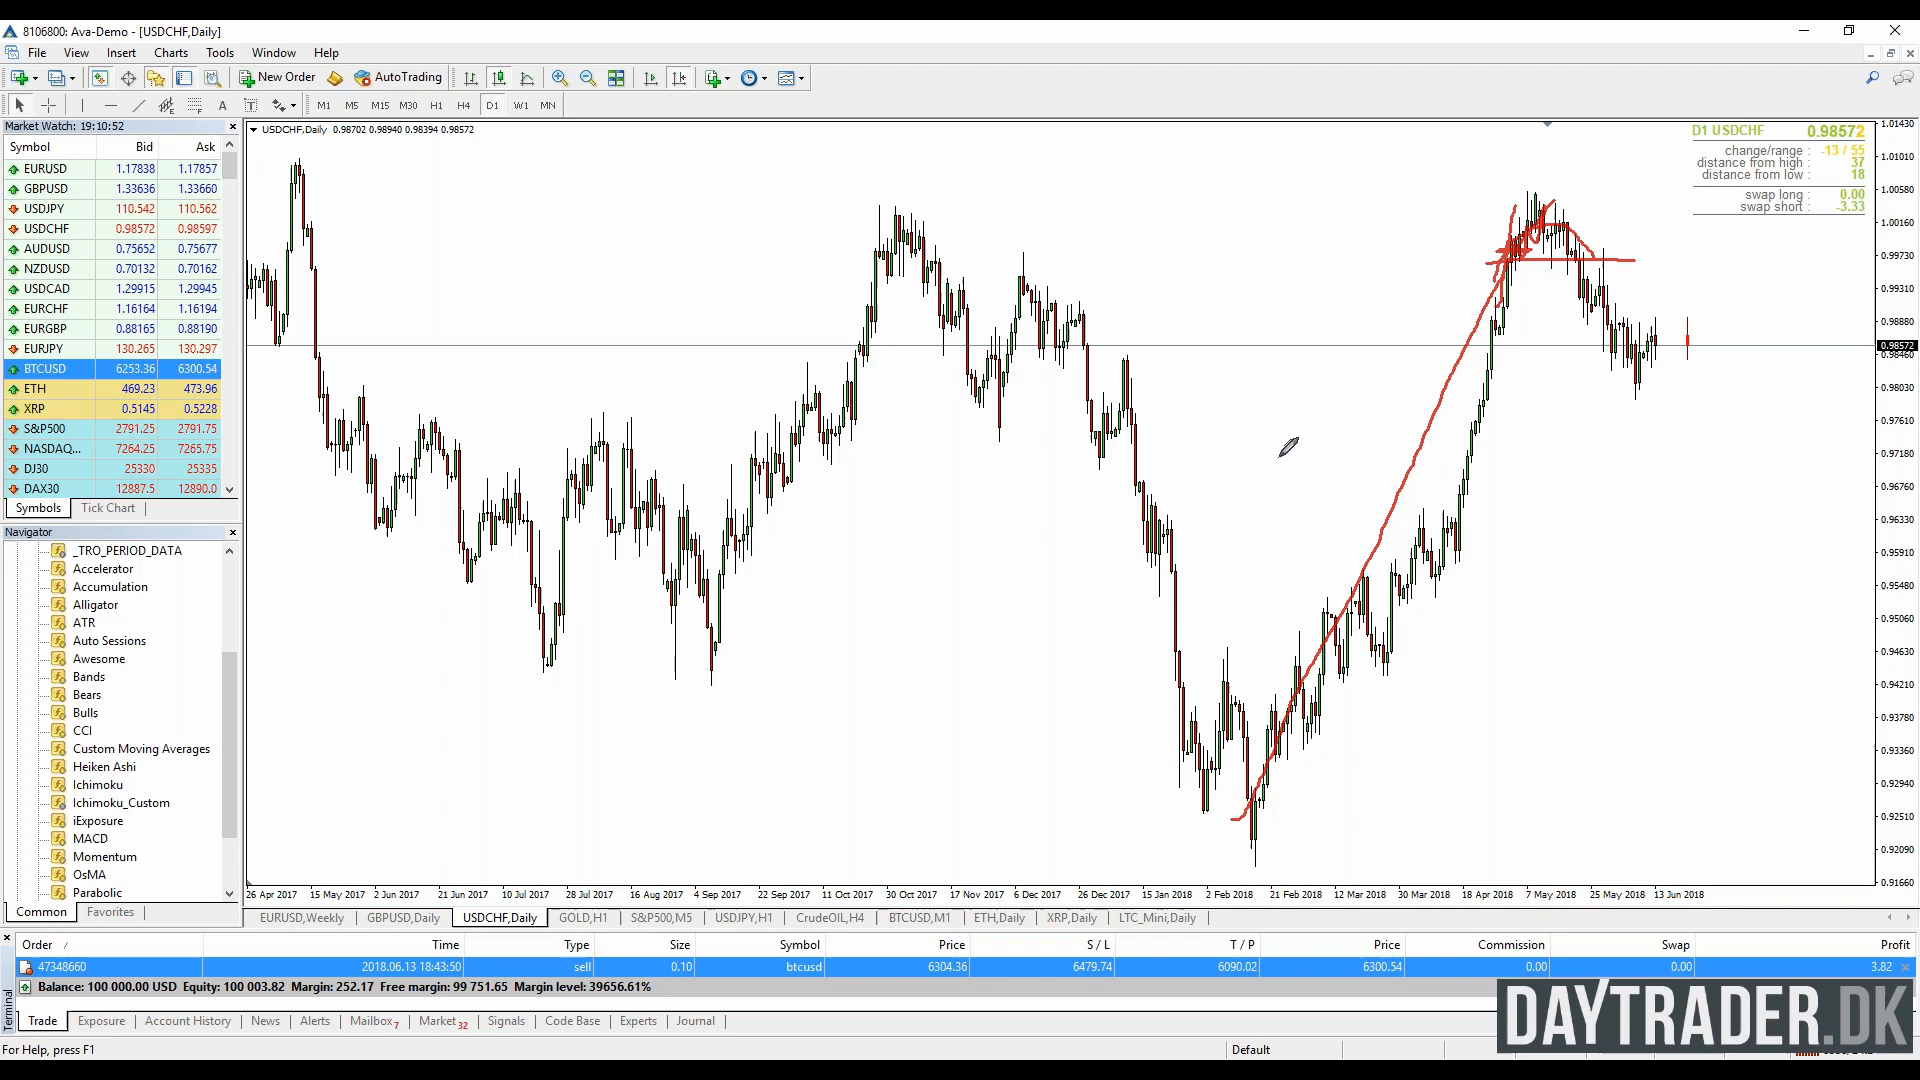 8106800: Ava-Demo - [USDCHF,Daily]
File View Insert Charts Tools Window Help
New Order AutoTrading
A T M1 M5 M15 M30 H1 H4 D1 W1 MN
Market Watch: 19:10:52
Symbol Bid Ask
EURUSD 1.17838 1.17857
GBPUSD 1.33636 1.33660
USDJPY 110.542 110.562
USDCHF 0.98572 0.98597
AUDUSD 0.75652 0.75677
NZDUSD 0.70132 0.70162
USDCAD 1.29915 1.29945
EURCHF 1.16164 1.16194
EURGBP 0.88165 0.88190
EURJPY 130.265 130.297
BTCUSD 6253.36 6300.54
ETH 469.23 473.96
XRP 0.5145 0.5228
S&P500 2791.25 2791.75
NASDAQ... 7264.25 7265.75
DJ30 25330 25335
DAX30 12887.5 12890.0
Symbols Tick Chart
Navigator
_TRO_PERIOD_DATA
Accelerator
Accumulation
Alligator
ATR
Auto Sessions
Awesome
Bands
Bears
Bulls
CCI
Custom Moving Averages
Heiken Ashi
Ichimoku
Ichimoku_Custom
iExposure
MACD
Momentum
OsMA
Parabolic
Common Favorites
USDCHF,Daily 0.98702 0.98940 0.98394 0.98572
D1 USDCHF 0.98572
change/range : -13 / 55
distance from high : 37
distance from low : 18
swap long : 0.00
swap short : -3.33
1.01430
1.01010
1.00580
1.00160
0.99730
0.99310
0.98880
0.98572
0.98460
0.98030
0.97610
0.97180
0.96760
0.96330
0.95910
0.95480
0.95060
0.94630
0.94210
0.93780
0.93360
0.92940
0.92510
0.92090
0.91660
26 Apr 2017 15 May 2017 2 Jun 2017 21 Jun 2017 10 Jul 2017 28 Jul 2017 16 Aug 2017 4 Sep 2017 22 Sep 2017 11 Oct 2017 30 Oct 2017 17 Nov 2017 6 Dec 2017 26 Dec 2017 15 Jan 2018 2 Feb 2018 21 Feb 2018 12 Mar 2018 30 Mar 2018 18 Apr 2018 7 May 2018 25 May 2018 13 Jun 2018
EURUSD,Weekly GBPUSD,Daily USDCHF,Daily GOLD,H1 S&P500,M5 USDJPY,H1 CrudeOIL,H4 BTCUSD,M1 ETH,Daily XRP,Daily LTC_Mini,Daily
Order / Time Type Size Symbol Price S / L T / P Price Commission Swap Profit
47348660 2018.06.13 18:43:50 sell 0.10 btcusd 6304.36 6479.74 6090.02 6300.54 0.00 0.00 3.82
Balance: 100 000.00 USD Equity: 100 003.82 Margin: 252.17 Free margin: 99 751.65 Margin level: 39656.61%
Terminal
Trade Exposure Account History News Alerts Mailbox 7 Market 32 Signals Code Base Experts Journal
DAYTRADER.DK
For Help, press F1 Default